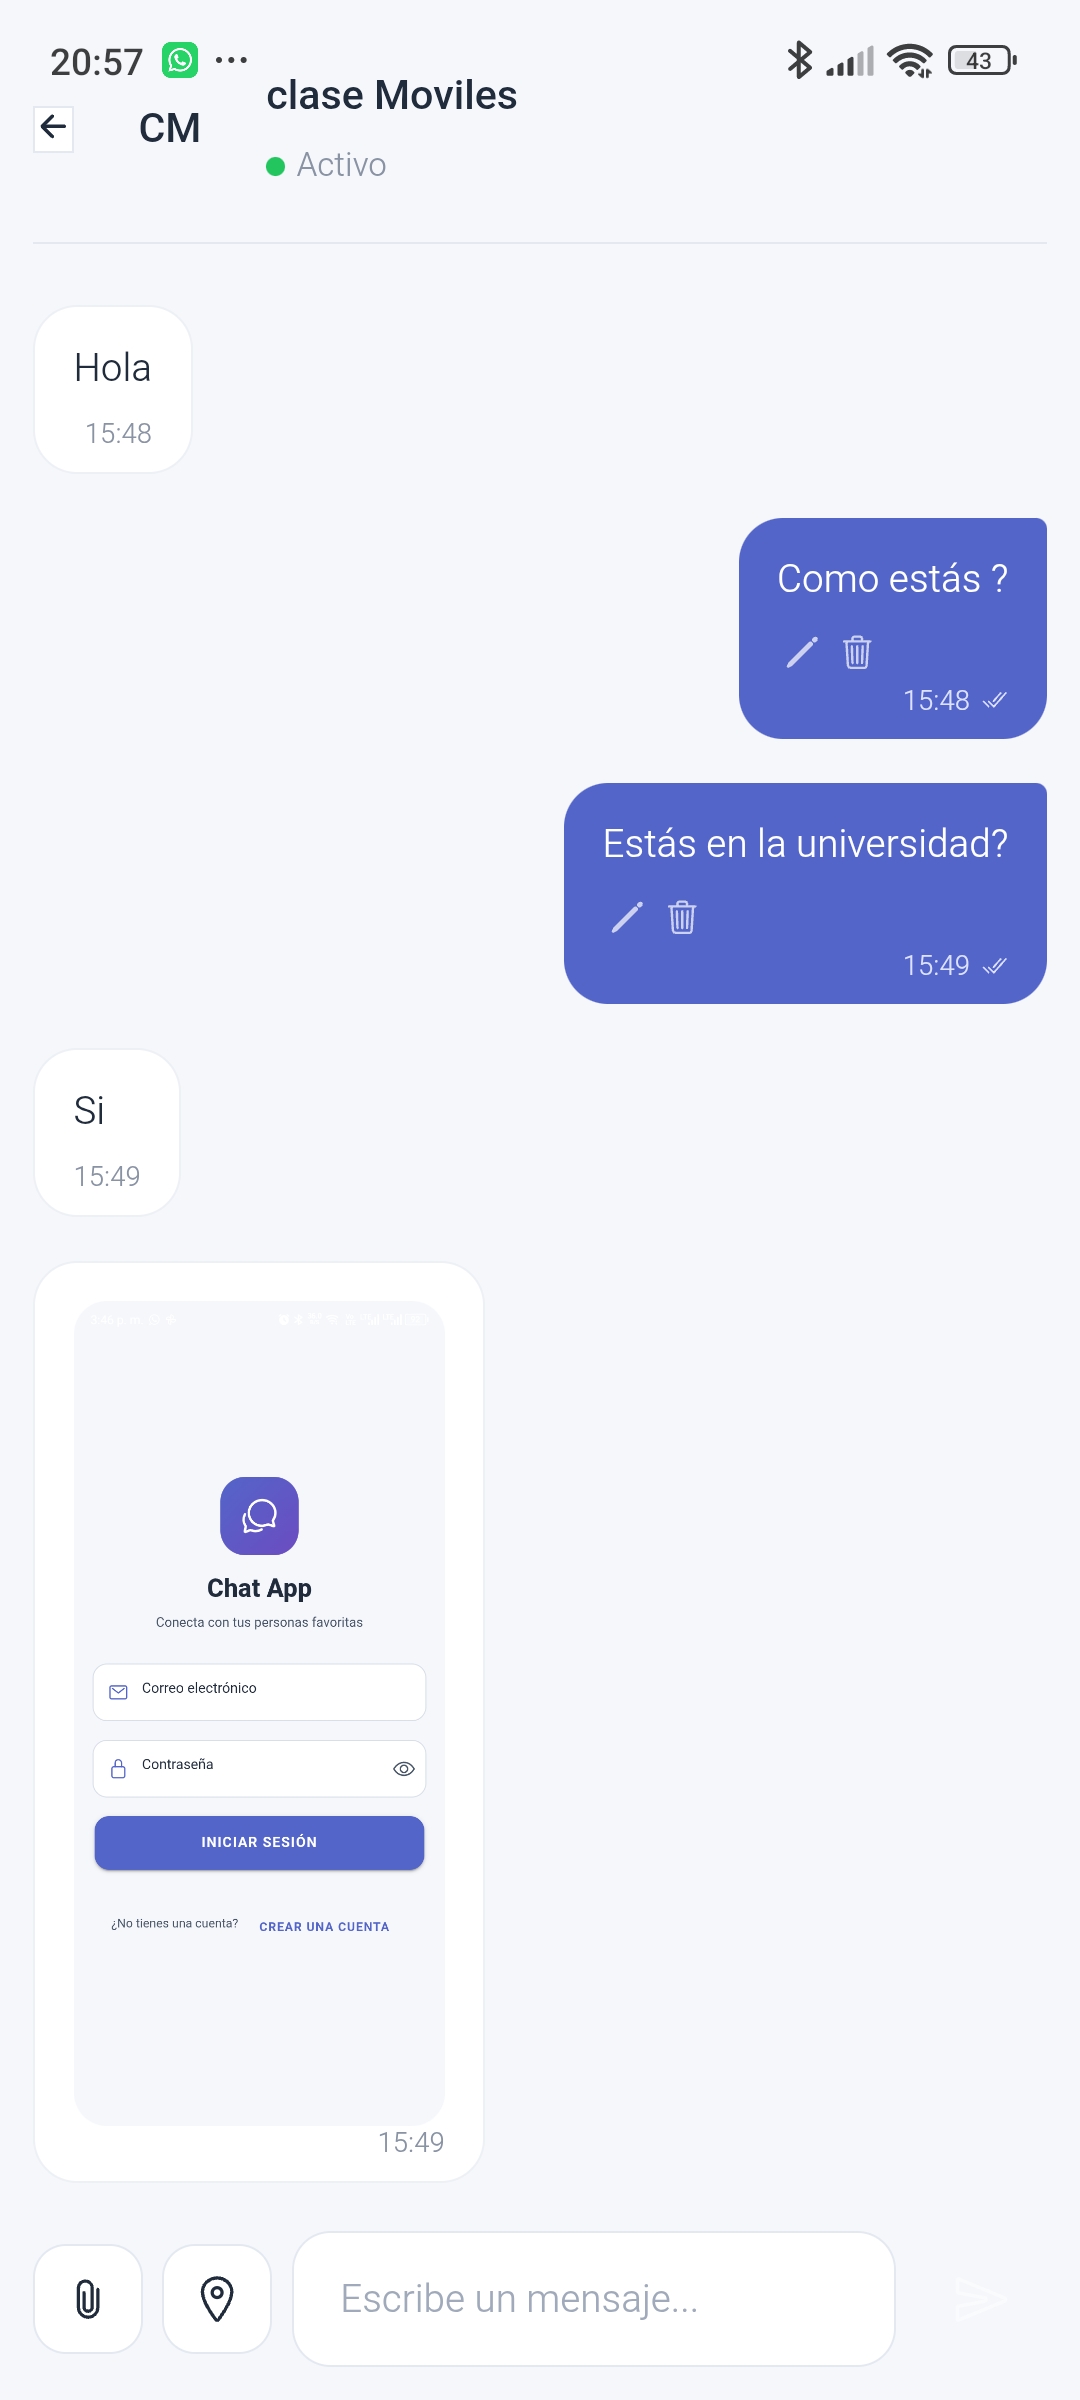 20:57
43
clase Moviles
CM
Activo
Hola
15:48
Como estás ?
15:48
Estás en la universidad?
15:49
Si
15:49
Chat App
Conecta con tus personas favoritas
Correo electrónico
Contraseña
INICIAR SESIÓN
¿No tienes una cuenta? CREAR UNA CUENTA
15:49
Escribe un mensaje...